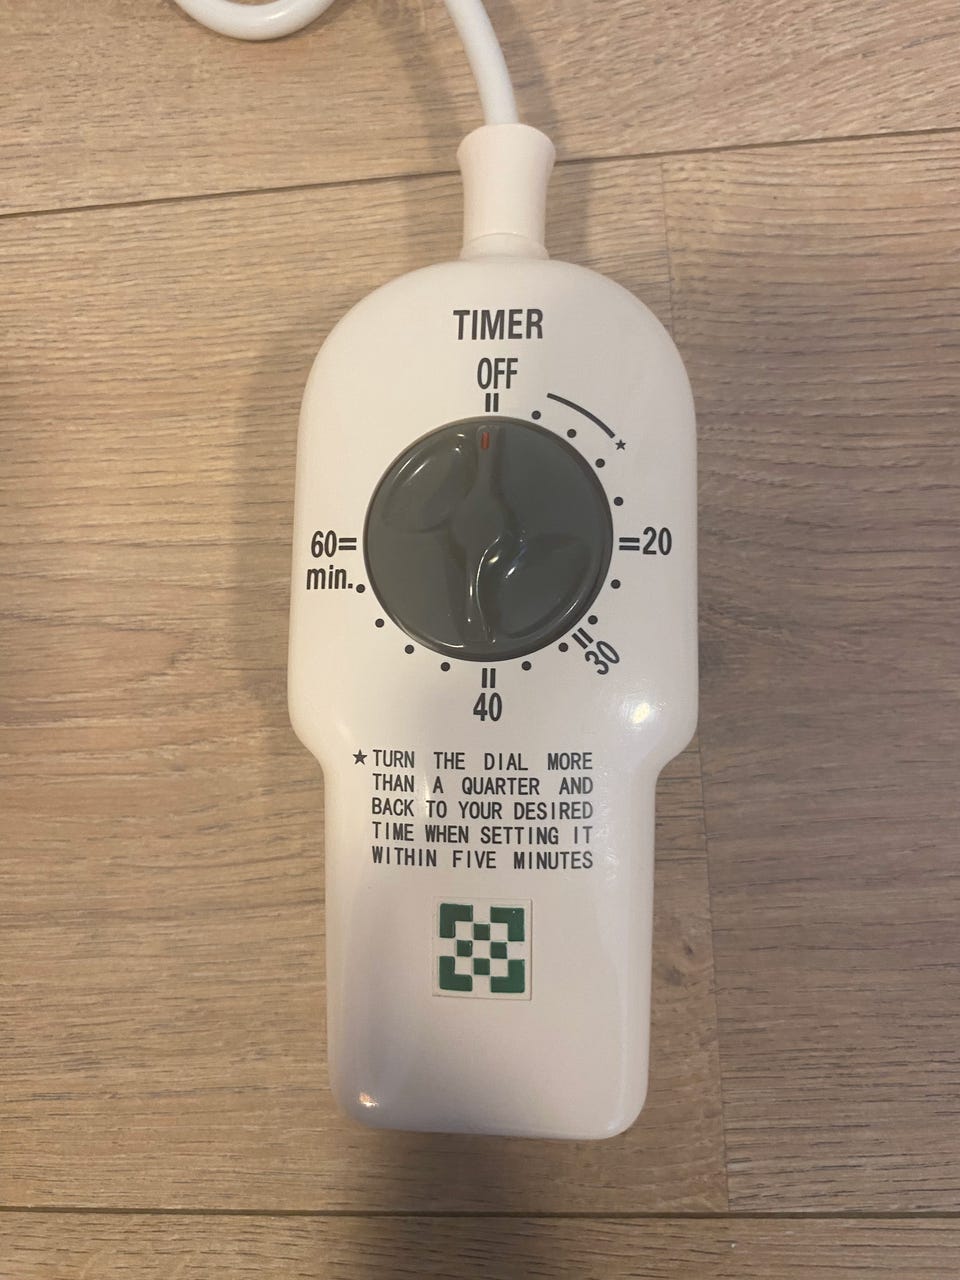 TIMER
OFF
60
min.
20
30
40
★TURN THE DIAL MORE
THAN A QUARTER AND
BACK TO YOUR DESIRED
TIME WHEN SETTING IT
WITHIN FIVE MINUTES